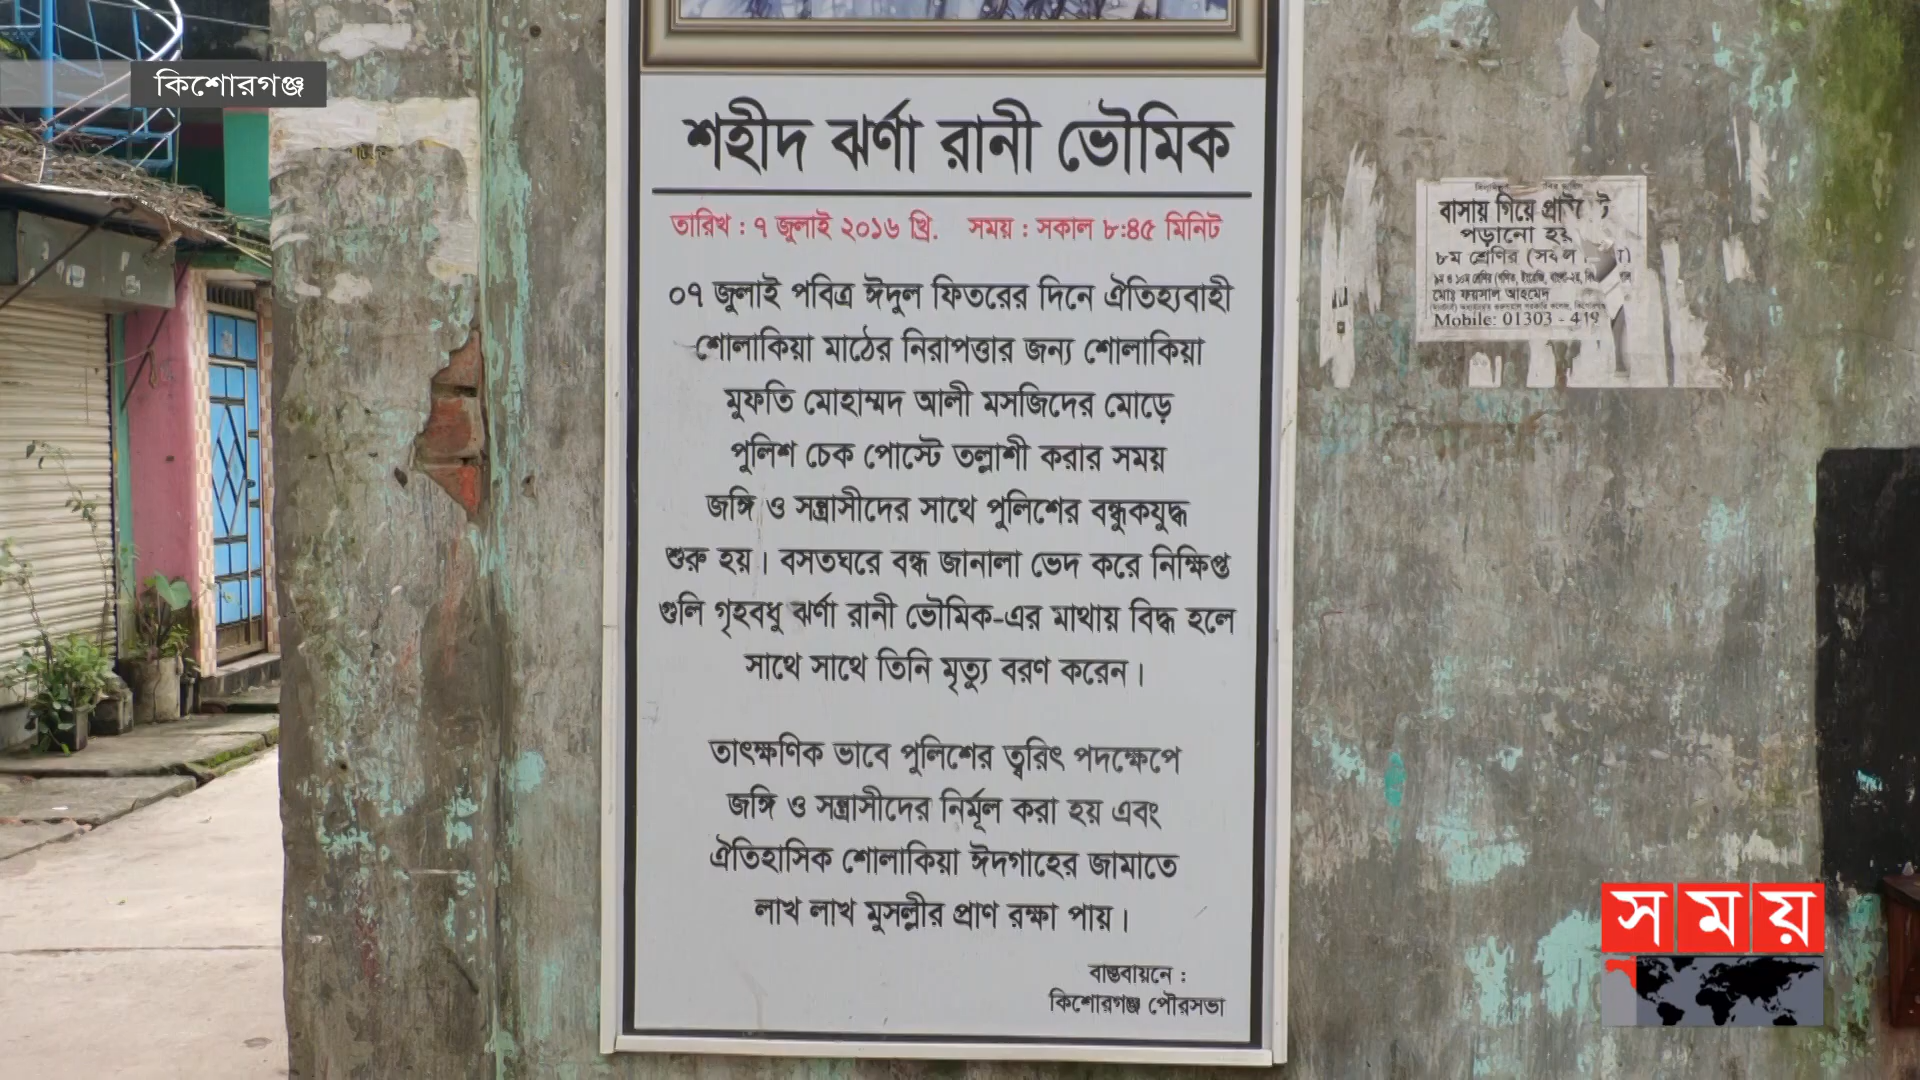 কিশোরগঞ্জ
শহীদ ঝর্ণা রানী ভৌমিক
তারিখ : ৭ জুলাই ২০১৬ খ্রি. সময় : সকাল ৮:৪৫ মিনিট
০৭ জুলাই পবিত্র ঈদুল ফিতরের দিনে ঐতিহ্যবাহী
শোলাকিয়া মাঠের নিরাপত্তার জন্য শোলাকিয়া
মুফতি মোহাম্মদ আলী মসজিদের মোড়ে
পুলিশ চেক পোস্টে তল্লাশী করার সময়
জঙ্গি ও সন্ত্রাসীদের সাথে পুলিশের বন্ধুকযুদ্ধ
শুরু হয়। বসতঘরে বন্ধ জানালা ভেদ করে নিক্ষিপ্ত
গুলি গৃহবধু ঝর্ণা রানী ভৌমিক-এর মাথায় বিদ্ধ হলে
সাথে সাথে তিনি মৃত্যু বরণ করেন।
তাৎক্ষণিক ভাবে পুলিশের ত্বরিৎ পদক্ষেপে
জঙ্গি ও সন্ত্রাসীদের নির্মূল করা হয় এবং
ঐতিহাসিক শোলাকিয়া ঈদগাহের জামাতে
লাখ লাখ মুসল্লীর প্রাণ রক্ষা পায়।
বাস্তবায়নে :
কিশোরগঞ্জ পৌরসভা
বাসায় গিয়ে
পড়ানো হয়
৮ম শ্রেণির
মোঃ ফয়সাল আহমেদ
Mobile: 01303 - 419
সময়